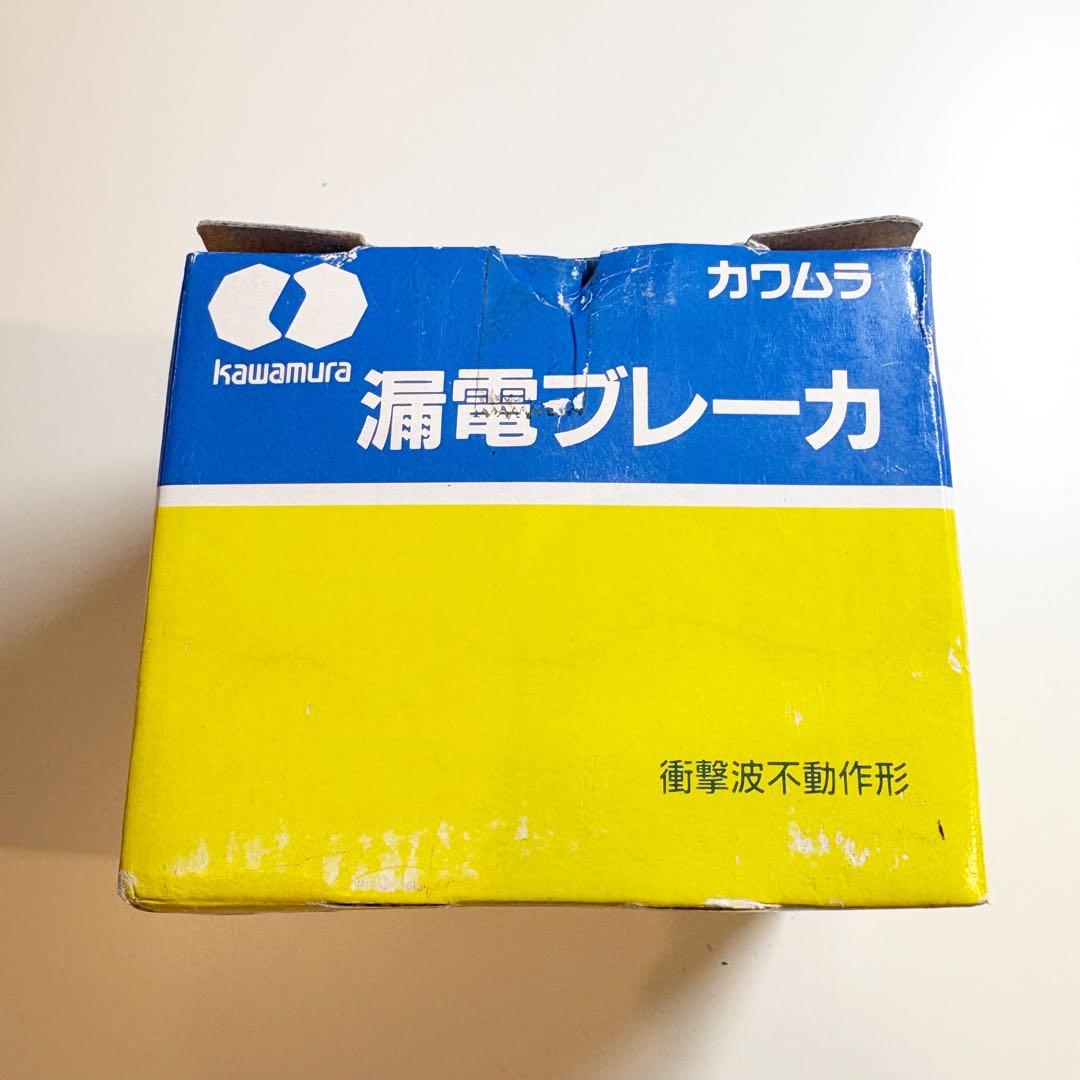 カワムラ
kawamura
漏電ブレーカ
衝撃波不動作形